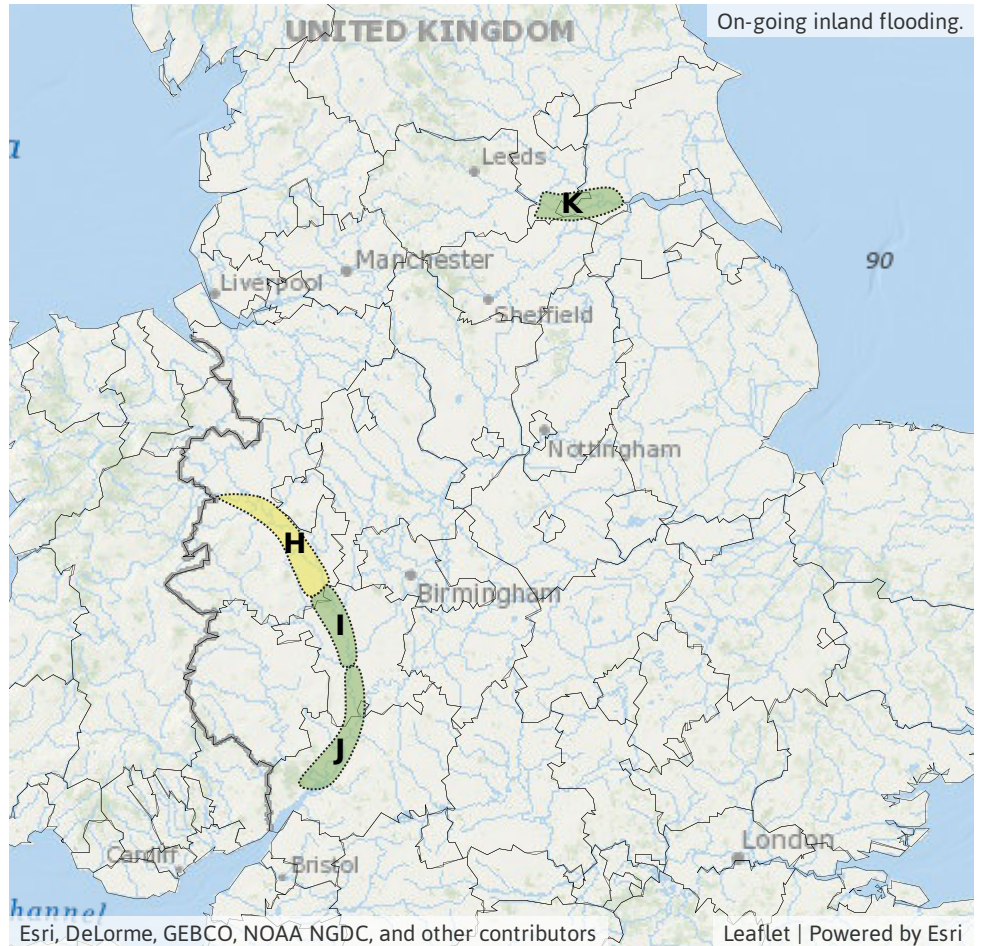 On-going inland flooding.
UNITED KINGDOM
a
Leeds
K
Manchester
90
Liverpool
Sheffield
Nottingham
H
Birmingham
I
J
London
Cardiff
Bristol
hannel
Esri, DeLorme, GEBCO, NOAA NGDC, and other contributors
Leaflet | Powered by Esri